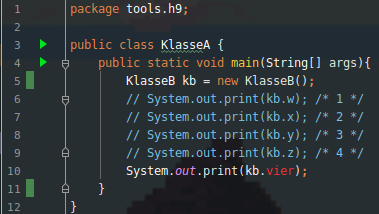 1 package tools.h9;
2
3 public class KlasseA {
4 public static void main(String[] args){
5 KlasseB kb = new KlasseB();
6 // System.out.print(kb.w); /* 1 */
7 // System.out.print(kb.x); /* 2 */
8 // System.out.print(kb.y); /* 3 */
9 // System.out.print(kb.z); /* 4 */
10 System.out.print(kb.vier);
11 }
12 }